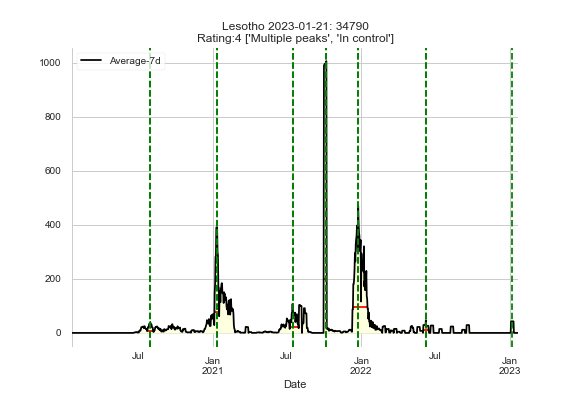 Lesotho 2023-01-21: 34790
Rating:4 ['Multiple peaks', 'In control']
Average-7d
1000
800
600
400
200
0
Jul
Jan
2021
Jul
Jan
2022
Jul
Jan
2023
Date